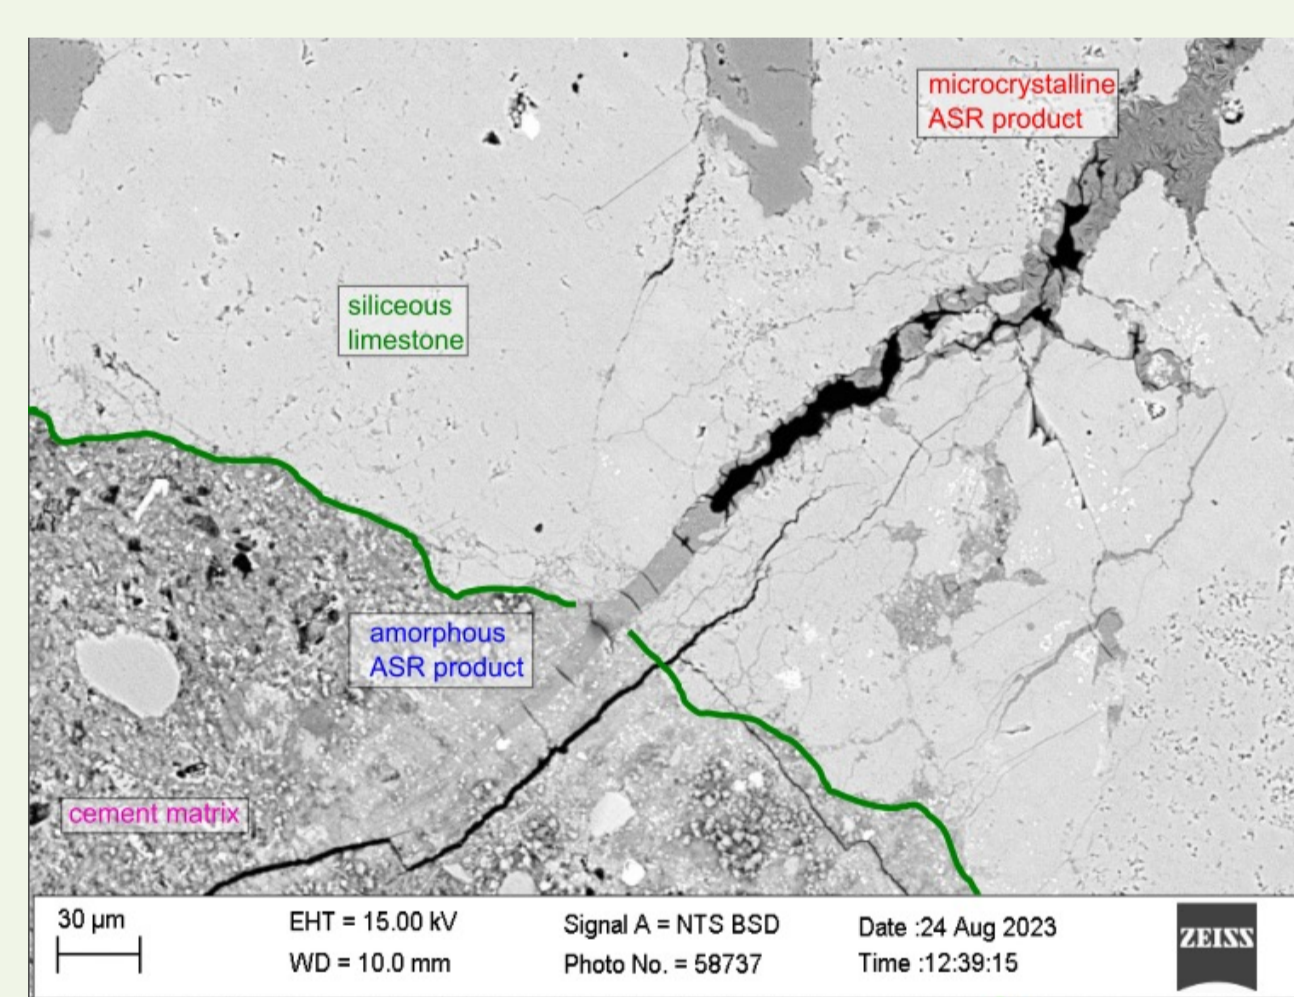 microcrystalline
ASR product
siliceous
limestone
amorphous
ASR product
cement matrix
30 µm
EHT = 15.00 kV
Signal A = NTS BSD
Date :24 Aug 2023
WD = 10.0 mm
Photo No. = 58737
Time :12:39:15
ZEISS